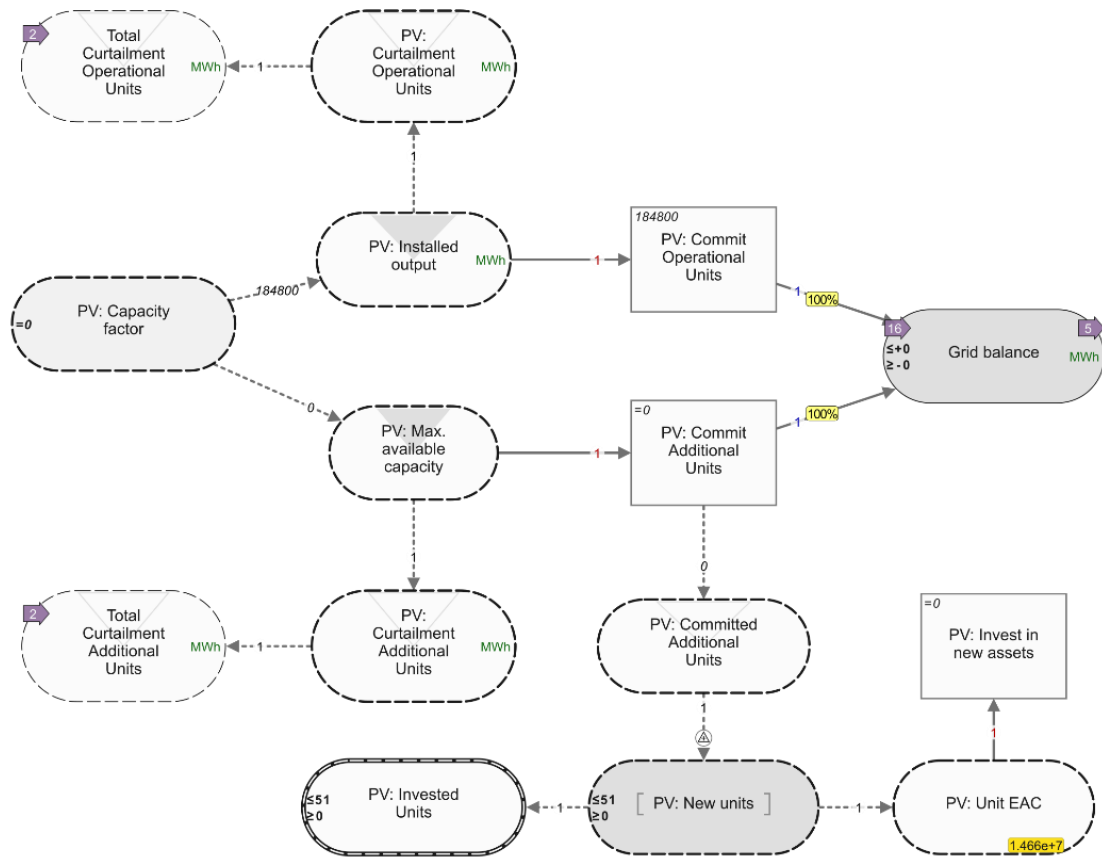 2
Total
Curtailment
Operational
Units
MWh
1
PV:
Curtailment
Operational
Units
MWh
1
PV: Installed
output
MWh
1
184800
PV: Commit
Operational
Units
1
100%
184800
=0
PV: Capacity
factor
0
16
≤+0
≥-0
Grid balance
5
MWh
PV: Max.
available
capacity
1
=0
PV: Commit
Additional
Units
1
100%
1
0
2
Total
Curtailment
Additional
Units
MWh
1
PV:
Curtailment
Additional
Units
MWh
PV: Committed
Additional
Units
=0
PV: Invest in
new assets
1
1
≤51
≥0
PV: Invested
Units
1
≤51
≥0
[ PV: New units ]
1
PV: Unit EAC
1.466e+7